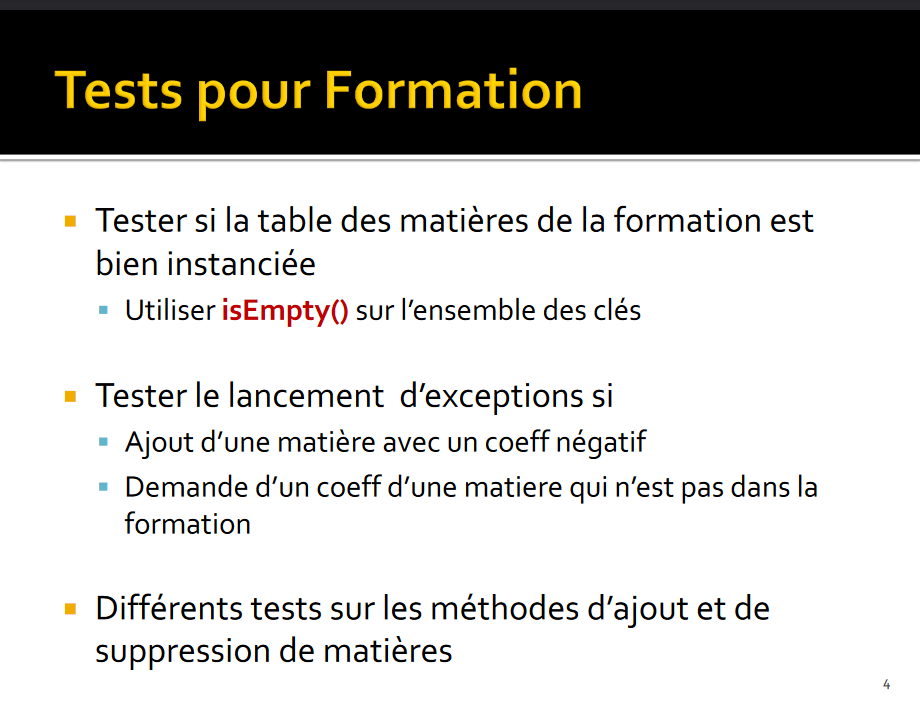 Tests pour Formation
Tester si la table des matières de la formation est
bien instanciée
Utiliser isEmpty() sur l’ensemble des clés
Tester le lancement d’exceptions si
Ajout d’une matière avec un coeff négatif
Demande d’un coeff d’une matiere qui n’est pas dans la
formation
Différents tests sur les méthodes d’ajout et de
suppression de matières
4